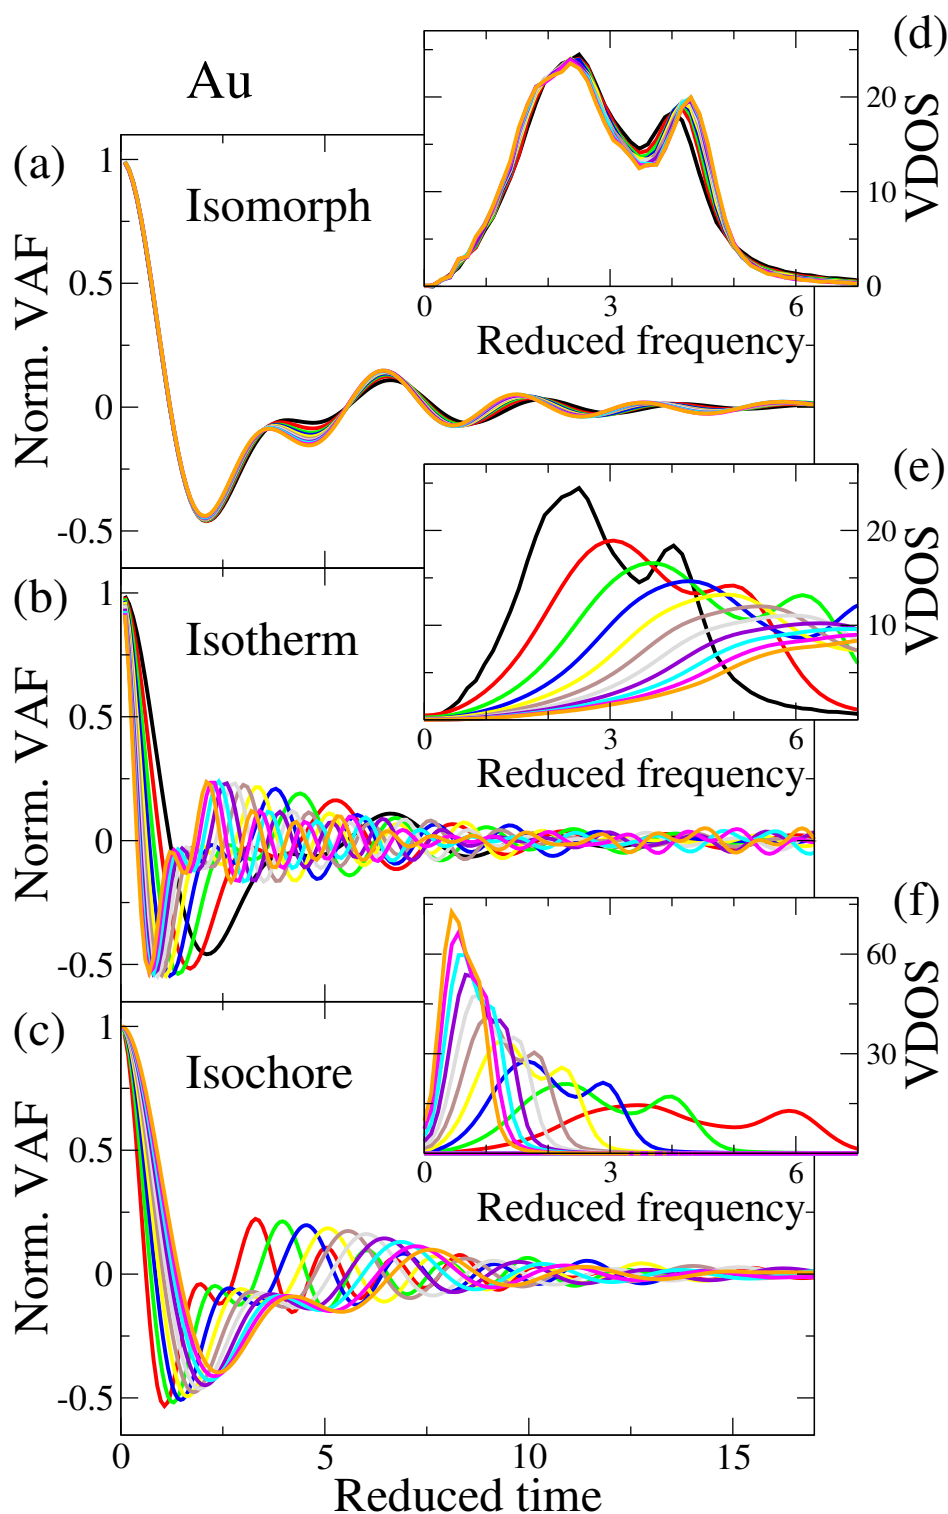 Au
(d)
20
10
0
VDOS
0 3 6
Reduced frequency
(a)
Isomorph
1
0.5
0
-0.5
Norm. VAF
(e)
20
10
VDOS
0 3 6
Reduced frequency
(b)
Isotherm
1
0.5
0
-0.5
Norm. VAF
(f)
60
30
VDOS
0 3 6
Reduced frequency
(c)
Isochore
1
0.5
0
-0.5
Norm. VAF
0 5 10 15
Reduced time